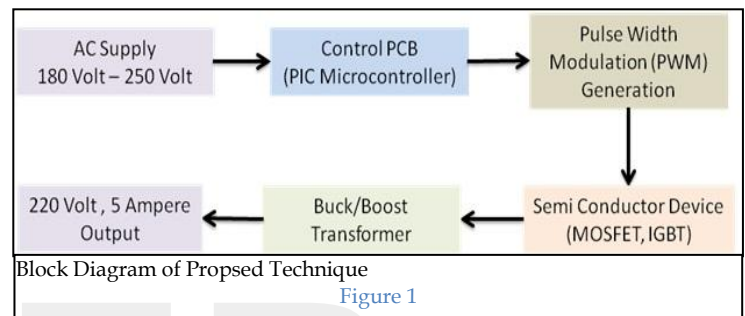 AC Supply
180 Volt – 250 Volt
Control PCB
(PIC Microcontroller)
Pulse Width
Modulation (PWM)
Generation
220 Volt , 5 Ampere
Output
Buck/Boost
Transformer
Semi Conductor Device
(MOSFET, IGBT)
Block Diagram of Propsed Technique
Figure 1